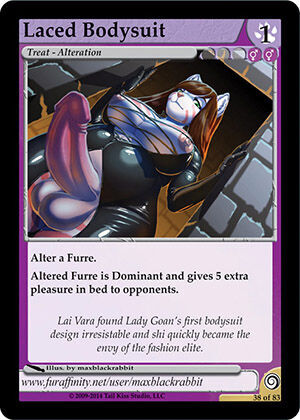 Laced Bodysuit
1
Treat - Alteration
Alter a Furre.
Altered Furre is Dominant and gives 5 extra
pleasure in bed to opponents.
Lai Vara found Lady Goan's first bodysuit
design irresistable and shi quickly became the
envy of the fashion elite.
Illus. by maxblackrabbit
www.furaffinity.net/user/maxblackrabbit
38 of 83
© 2009-2014 Tail Kiss Studio, LLC